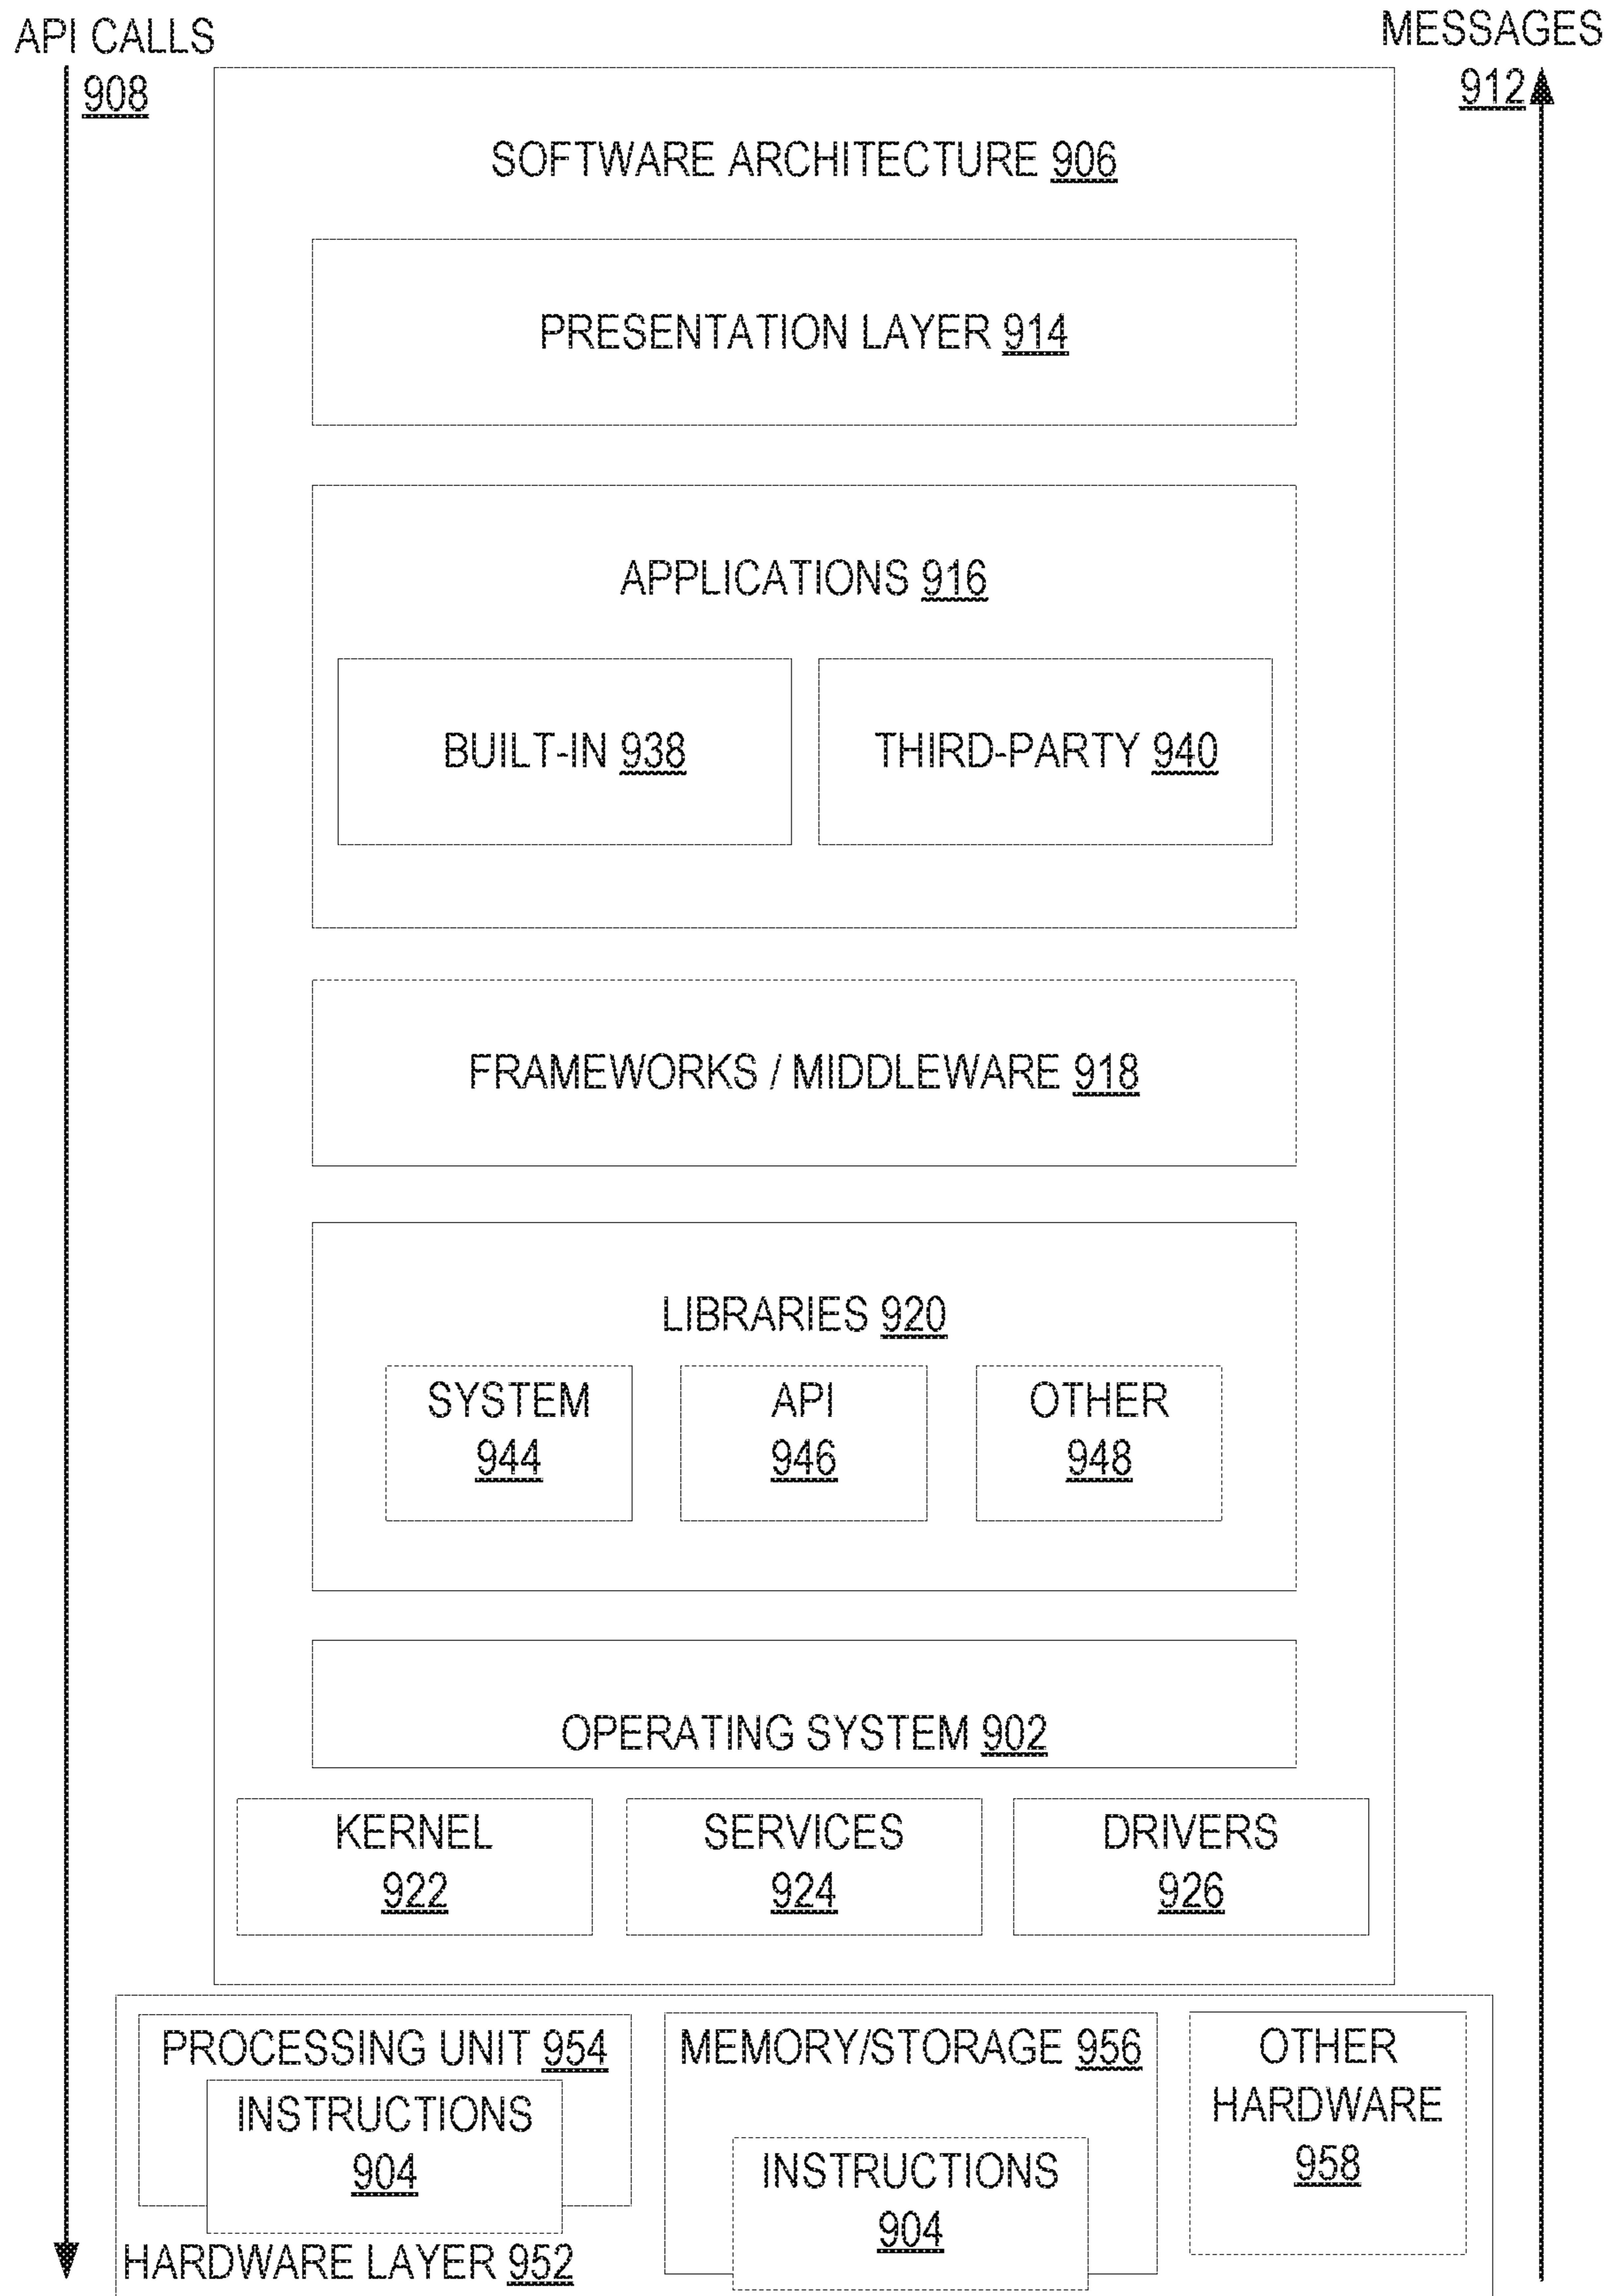 API CALLS
908
MESSAGES
912
SOFTWARE ARCHITECTURE 906
PRESENTATION LAYER 914
APPLICATIONS 916
BUILT-IN 938
THIRD-PARTY 940
FRAMEWORKS / MIDDLEWARE 918
LIBRARIES 920
SYSTEM
944
API
946
OTHER
948
OPERATING SYSTEM 902
KERNEL
922
SERVICES
924
DRIVERS
926
PROCESSING UNIT 954
INSTRUCTIONS
904
MEMORY/STORAGE 956
INSTRUCTIONS
904
OTHER
HARDWARE
958
HARDWARE LAYER 952